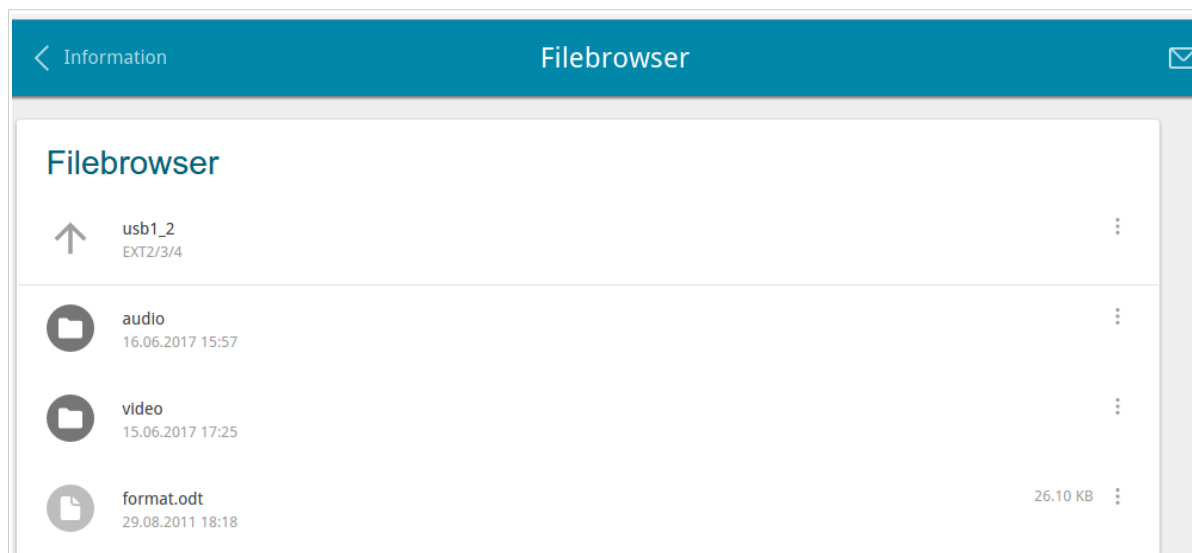 Information
Filebrowser
Filebrowser
usb1_2
EXT2/3/4
audio
16.06.2017 15:57
video
15.06.2017 17:25
format.odt
26.10 KB
29.08.2011 18:18